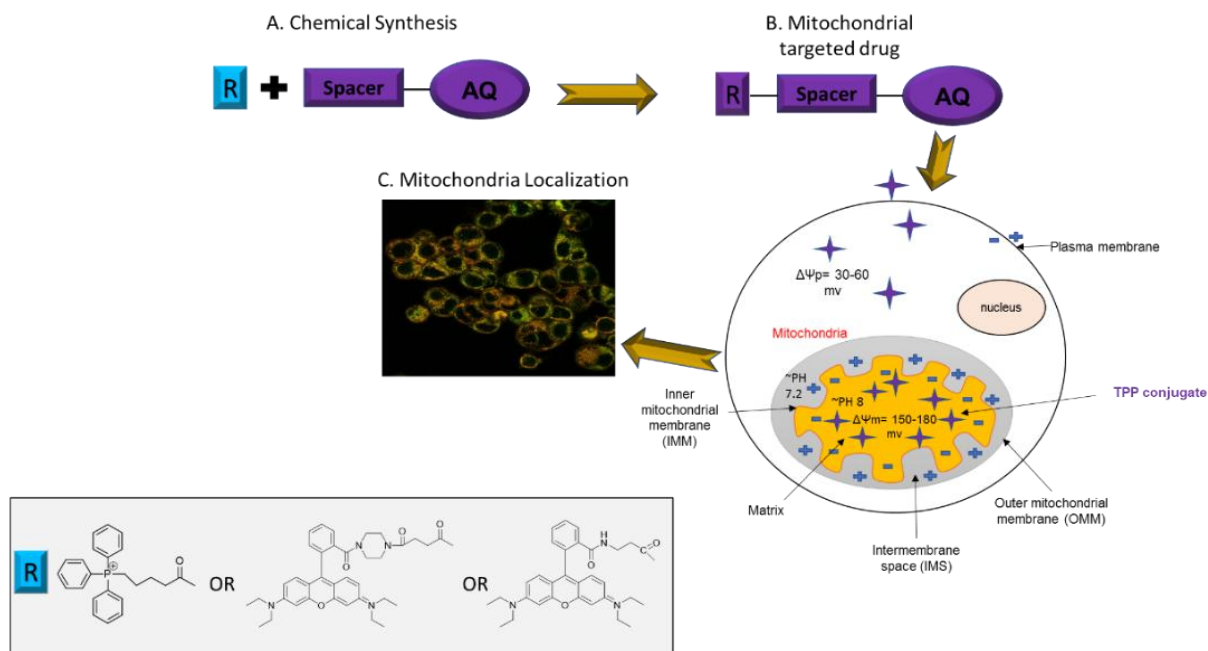 A. Chemical Synthesis
R + Spacer AQ
B. Mitochondrial
targeted drug
R Spacer AQ
C. Mitochondria Localization
Plasma membrane
ΔΨp= 30-60
mv
nucleus
Mitochondria
~PH
7.2
~PH 8
ΔΨm= 150-180
mv
TPP conjugate
Inner
mitochondrial
membrane
(IMM)
Matrix
Outer mitochondrial
membrane (OMM)
Intermembrane
space (IMS)
R
P+
O
OR
O
N
N
O
O
N
O
N+
OR
O
H
N
C
O
N
O
N+